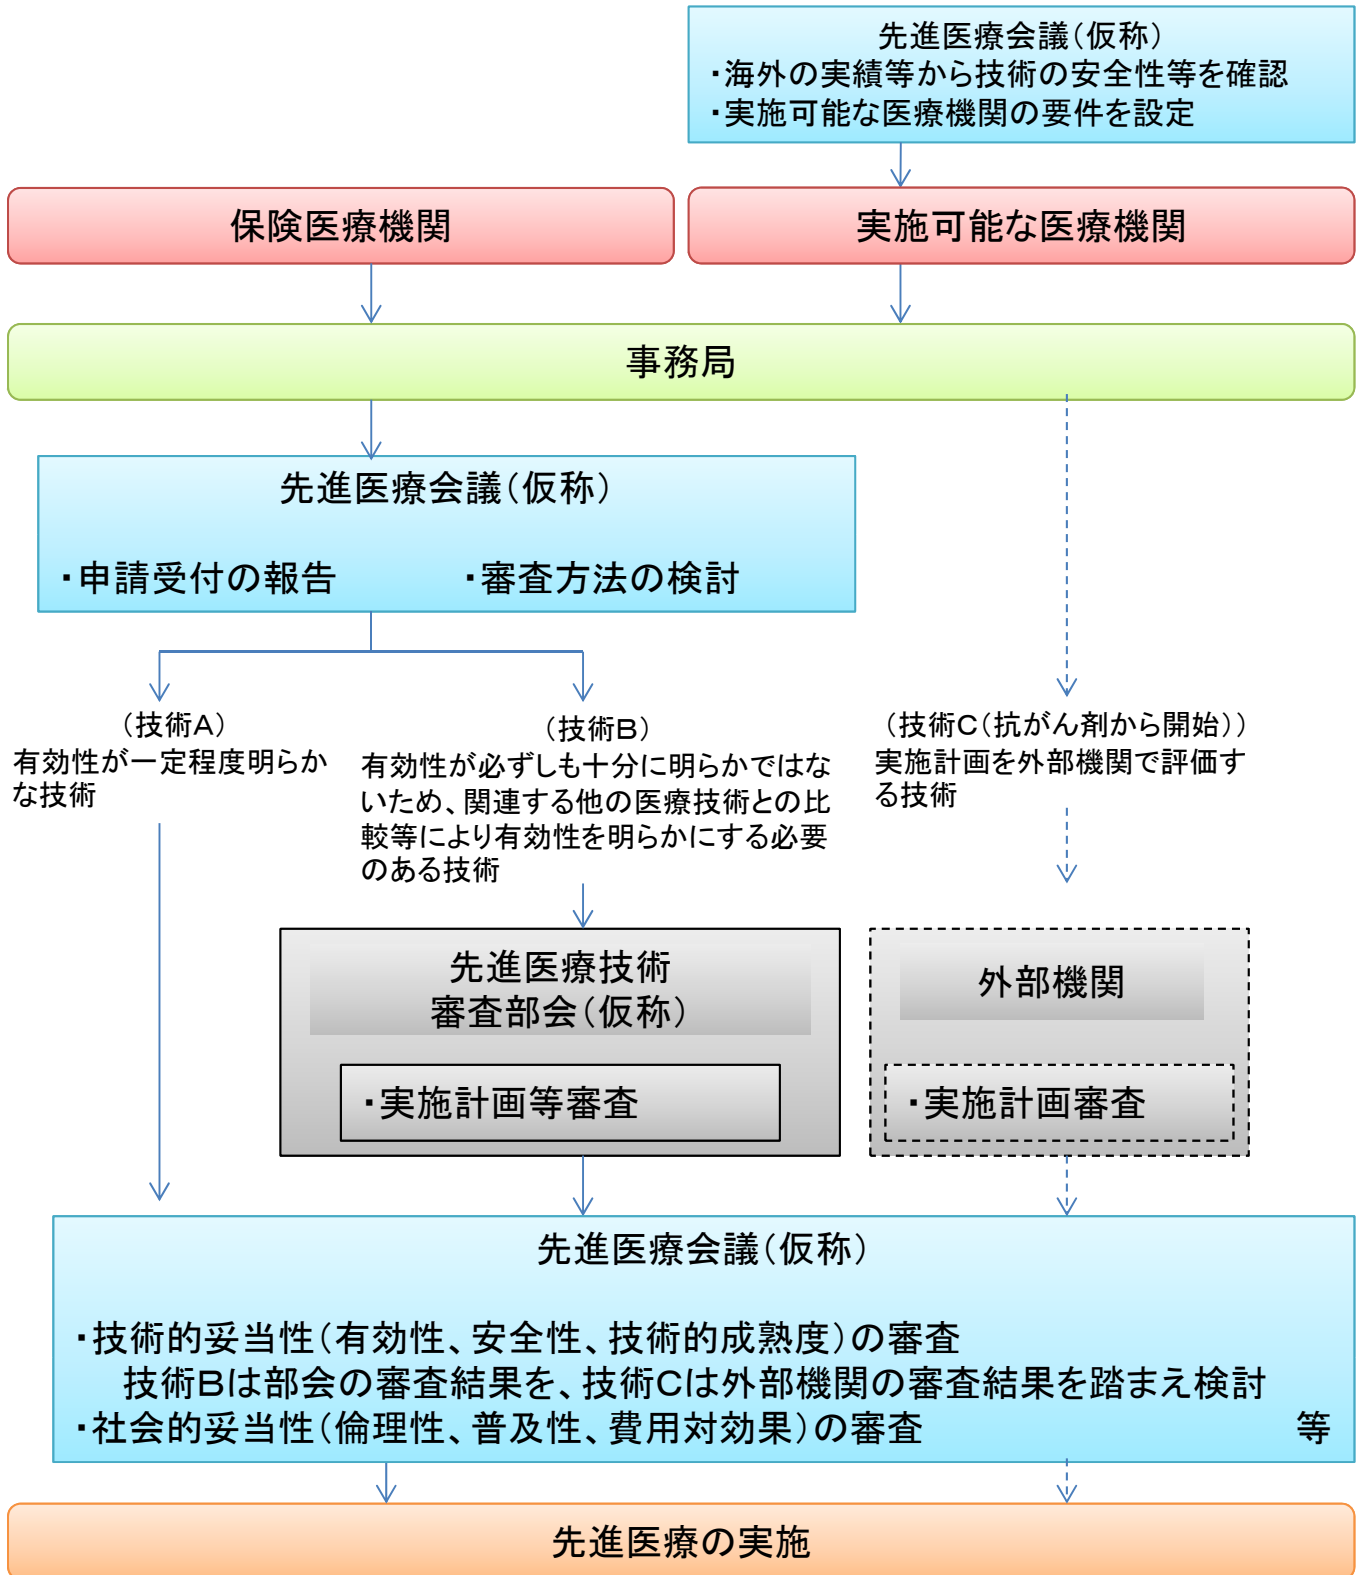 先進医療会議（仮称）
・海外の実績等から技術の安全性等を確認
・実施可能な医療機関の要件を設定
保険医療機関
実施可能な医療機関
事務局
先進医療会議（仮称）
・申請受付の報告　　　・審査方法の検討
（技術A）
有効性が一定程度明らか
な技術
（技術B）
有効性が必ずしも十分に明らかではな
いため、関連する他の医療技術との比
較等により有効性を明らかにする必要
のある技術
（技術C（抗がん剤から開始））
実施計画を外部機関で評価す
る技術
先進医療技術
審査部会（仮称）
・実施計画等審査
外部機関
・実施計画審査
先進医療会議（仮称）
・技術的妥当性（有効性、安全性、技術的成熟度）の審査
技術Bは部会の審査結果を、技術Cは外部機関の審査結果を踏まえ検討
・社会的妥当性（倫理性、普及性、費用対効果）の審査　　　等
先進医療の実施